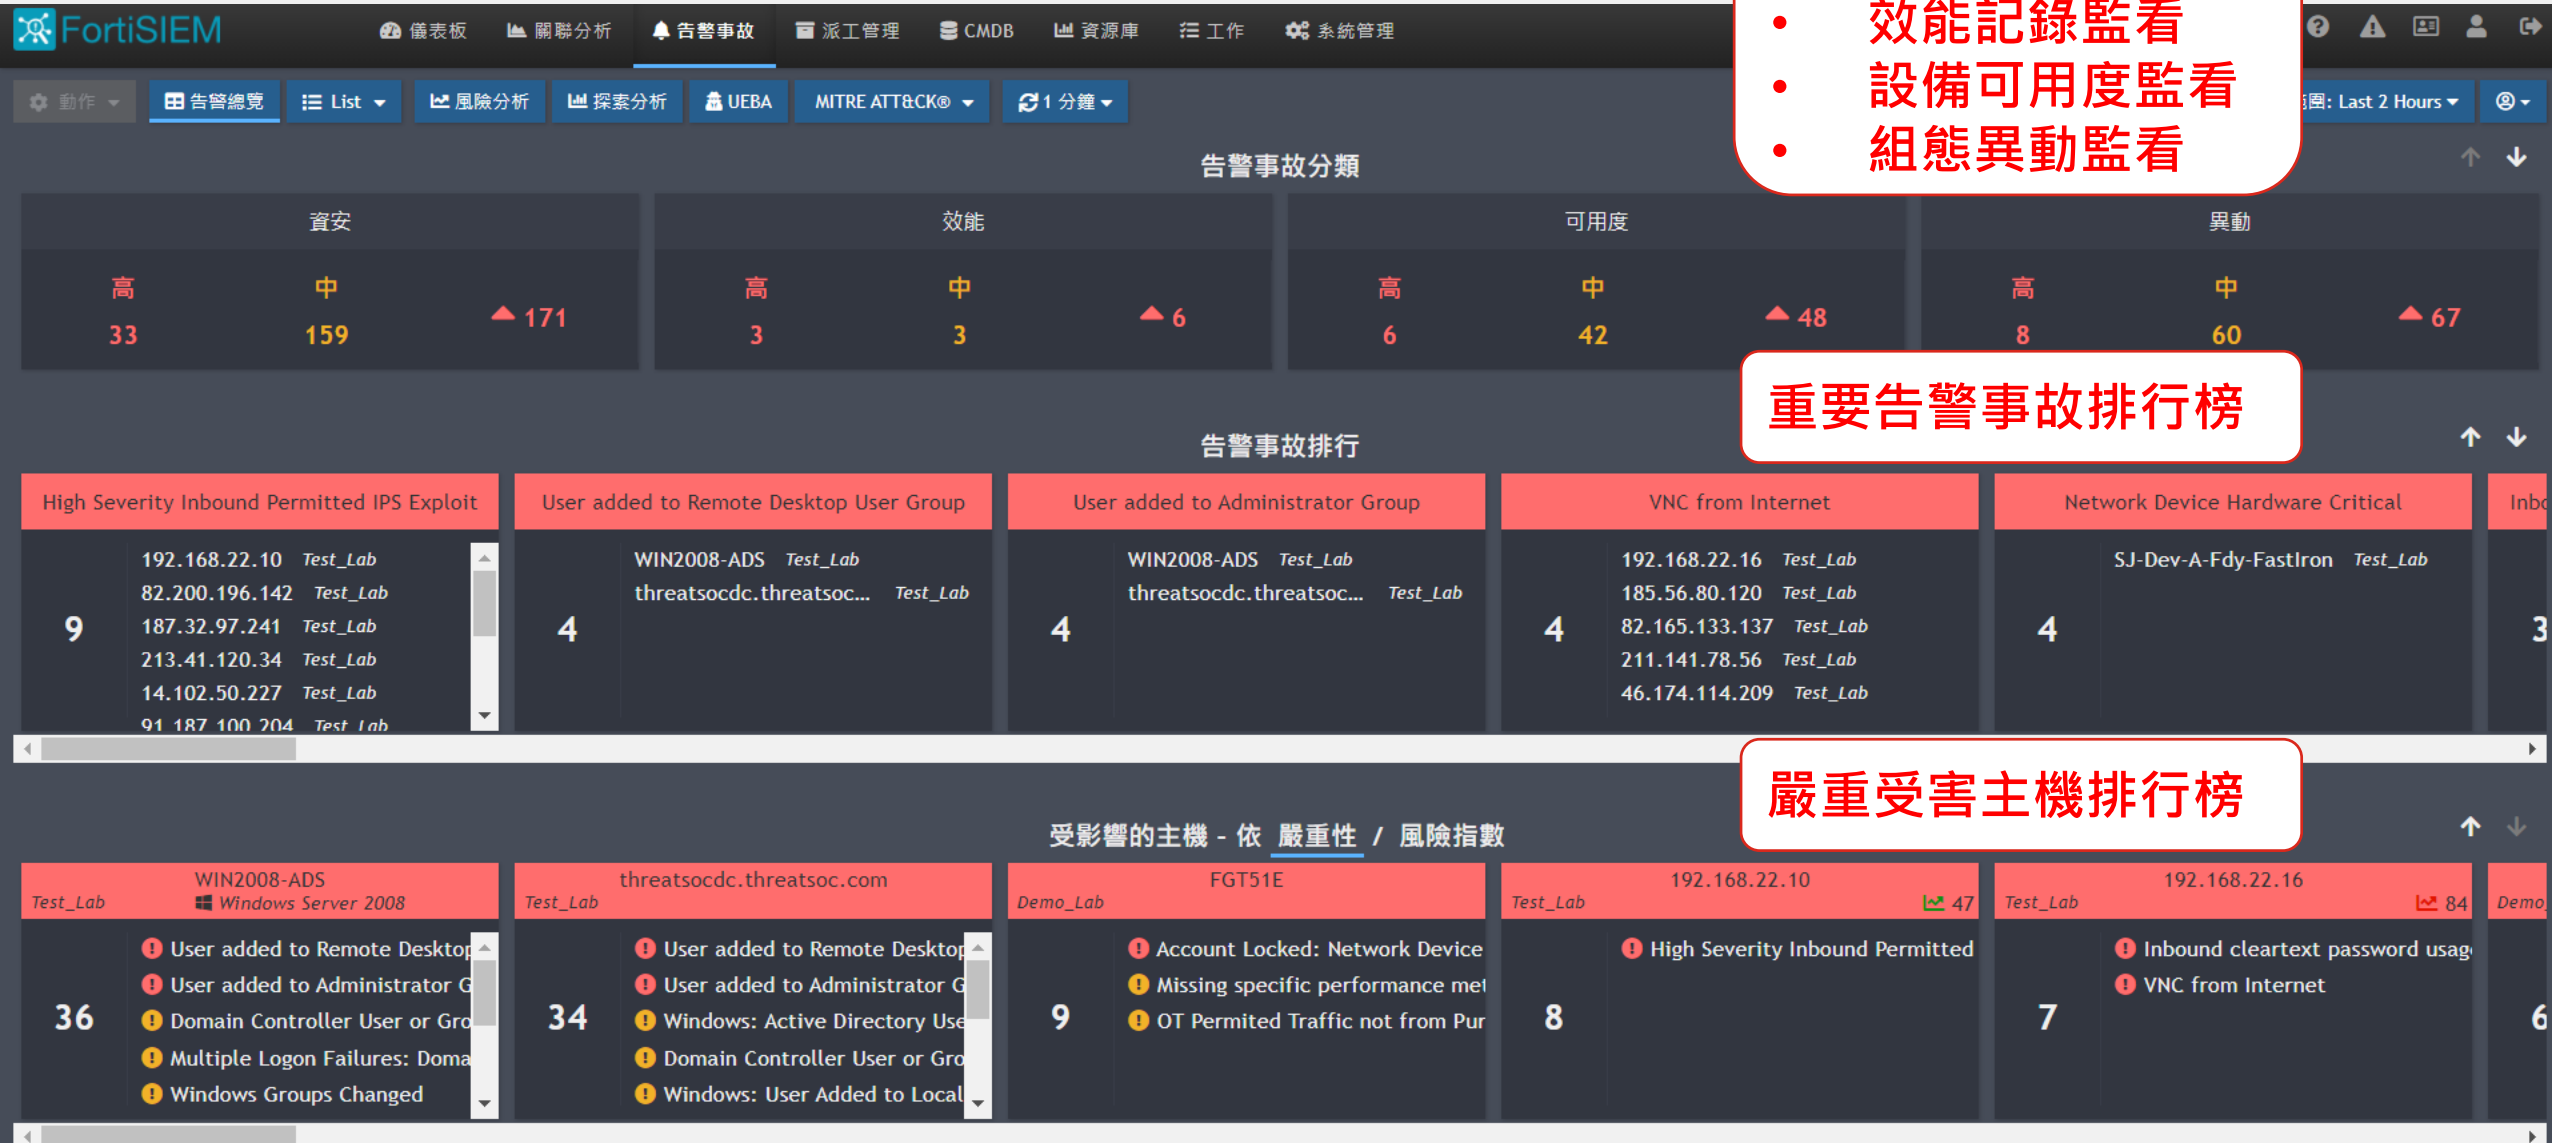 FortiSIEM 儀表板 關聯分析 告警事故 派工管理 CMDB 資源庫 工作 系統管理
• 效能記錄監看
• 設備可用度監看
• 組態異動監看
動作 告警總覽 List 風險分析 探索分析 UEBA MITRE ATT&CK® 1 分鐘 圍: Last 2 Hours
告警事故分類
資安 效能 可用度 異動
高 中 高 中 高 中 高 中
33 159 171 3 3 6 6 42 48 8 60 67
重要告警事故排行榜
告警事故排行
High Severity Inbound Permitted IPS Exploit
9
192.168.22.10 Test_Lab
82.200.196.142 Test_Lab
187.32.97.241 Test_Lab
213.41.120.34 Test_Lab
14.102.50.227 Test_Lab
91.187.100.204 Test_Lab
User added to Remote Desktop User Group
4
WIN2008-ADS Test_Lab
threatsocdc.threatsoc... Test_Lab
User added to Administrator Group
4
WIN2008-ADS Test_Lab
threatsocdc.threatsoc... Test_Lab
VNC from Internet
4
192.168.22.16 Test_Lab
185.56.80.120 Test_Lab
82.165.133.137 Test_Lab
211.141.78.56 Test_Lab
46.174.114.209 Test_Lab
Network Device Hardware Critical
4
SJ-Dev-A-Fdy-FastIron Test_Lab
Inbo
3
嚴重受害主機排行榜
受影響的主機 - 依 嚴重性 / 風險指數
WIN2008-ADS
Test_Lab Windows Server 2008
36
User added to Remote Desktop
User added to Administrator G
Domain Controller User or Gro
Multiple Logon Failures: Doma
Windows Groups Changed
threatsocdc.threatsoc.com
Test_Lab
34
User added to Remote Desktop
User added to Administrator G
Windows: Active Directory Use
Domain Controller User or Gro
Windows: User Added to Local
FGT51E
Demo_Lab
9
Account Locked: Network Device
Missing specific performance met
OT Permited Traffic not from Pur
192.168.22.10
Test_Lab 47
8
High Severity Inbound Permitted
192.168.22.16
Test_Lab 84
7
Inbound cleartext password usag
VNC from Internet
Demo_
6